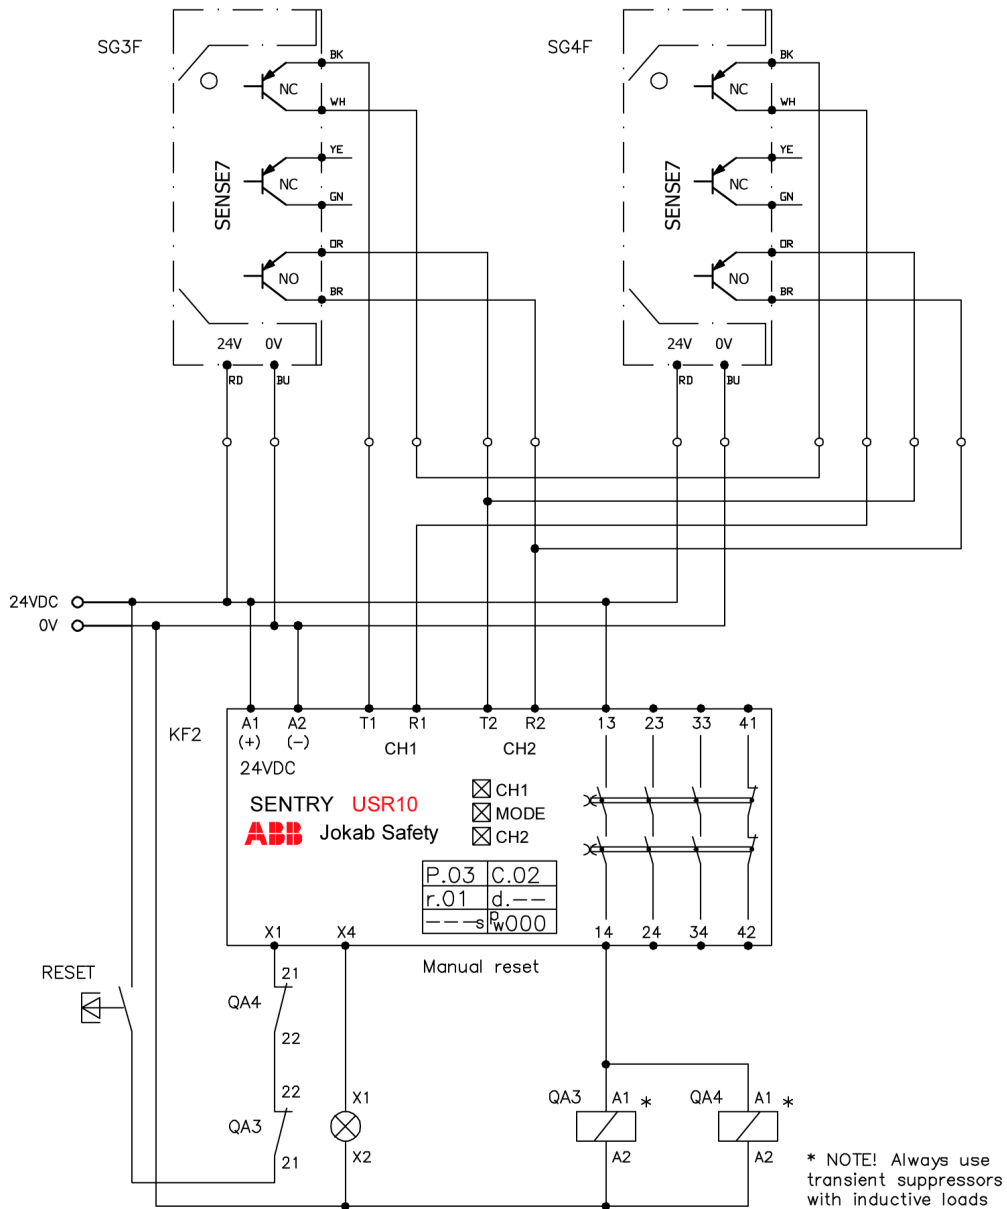 SG3F
SG4F
BK
BK
NC
NC
WH
WH
YE
YE
SENSE7
NC
SENSE7
NC
GN
GN
OR
OR
NO
NO
BR
BR
24V 0V
24V 0V
RD BU
RD BU
24VDC
0V
KF2
A1 A2 T1 R1 T2 R2 13 23 33 41
(+) (−)
CH1 CH2
24VDC
SENTRY USR10
ABB Jokab Safety
CH1
MODE
CH2
P.03 C.02
r.01 d.−−
−−−s Pw000
X1 X4 14 24 34 42
Manual reset
RESET
21
QA4
22
22
QA3
21
X1
X2
QA3 A1 *
A2
QA4 A1 *
A2
* NOTE! Always use
transient suppressors
with inductive loads